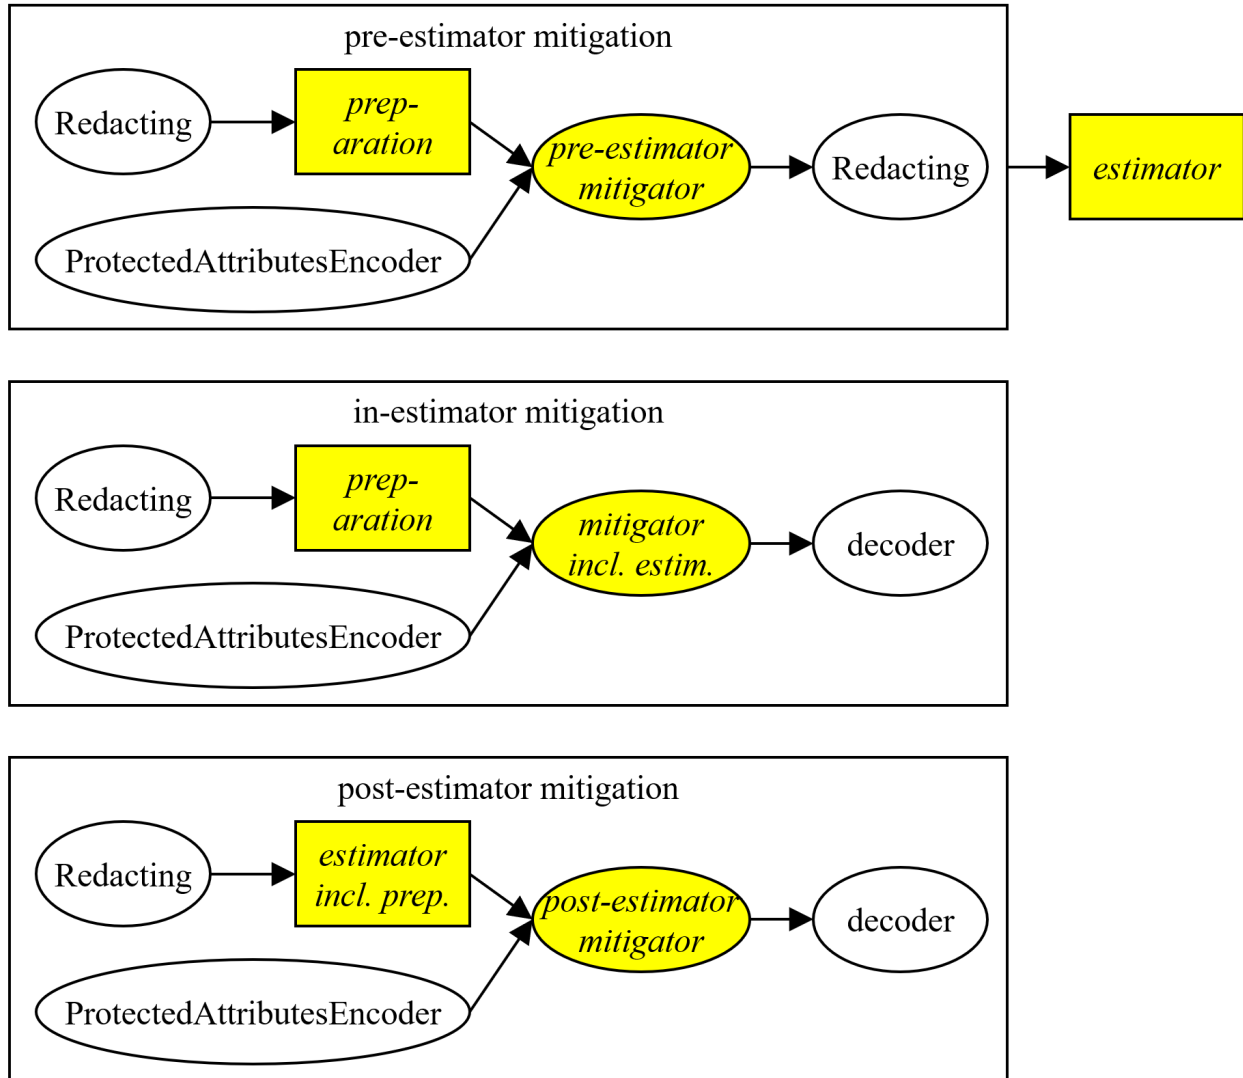 pre-estimator mitigation
Redacting
prep-
aration
pre-estimator
mitigator
Redacting
estimator
ProtectedAttributesEncoder
in-estimator mitigation
Redacting
prep-
aration
mitigator
incl. estim.
decoder
ProtectedAttributesEncoder
post-estimator mitigation
Redacting
estimator
incl. prep.
post-estimator
mitigator
decoder
ProtectedAttributesEncoder